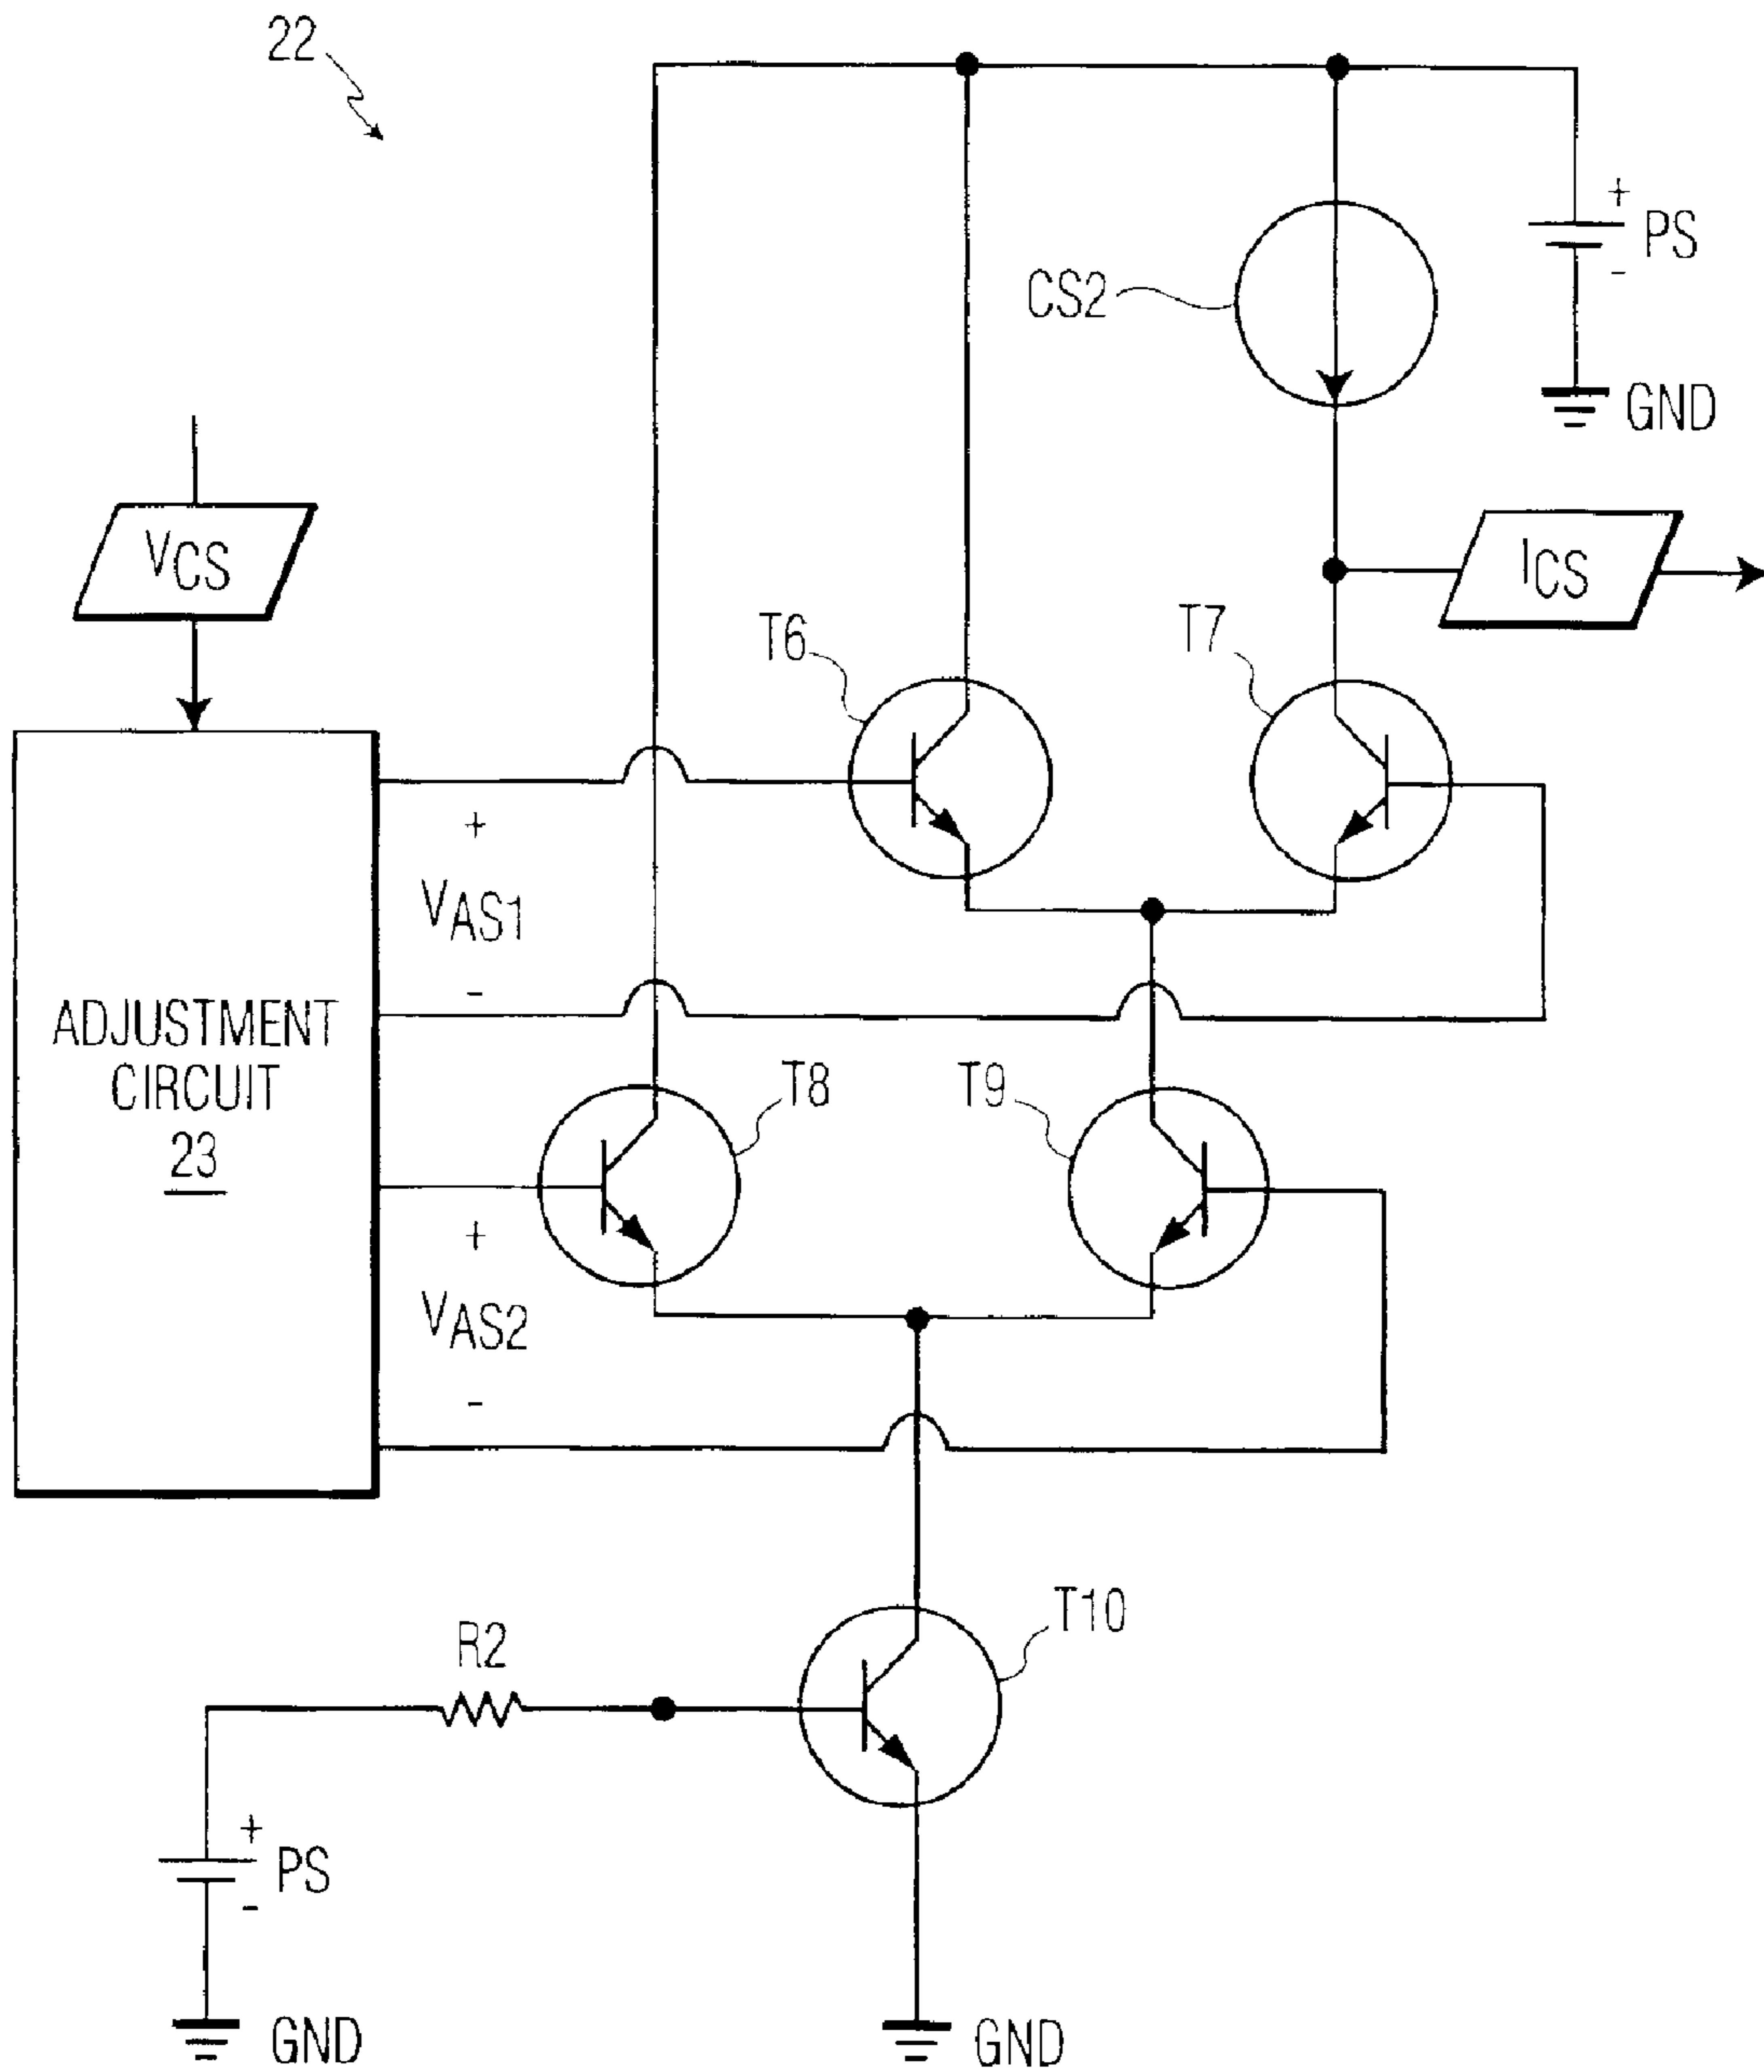 22
+
PS
-
CS2
GND
VCS
ICS
T6
T7
+
VAS1
-
ADJUSTMENT
CIRCUIT
23
T8
T9
+
VAS2
-
T10
R2
+
PS
-
GND
GND